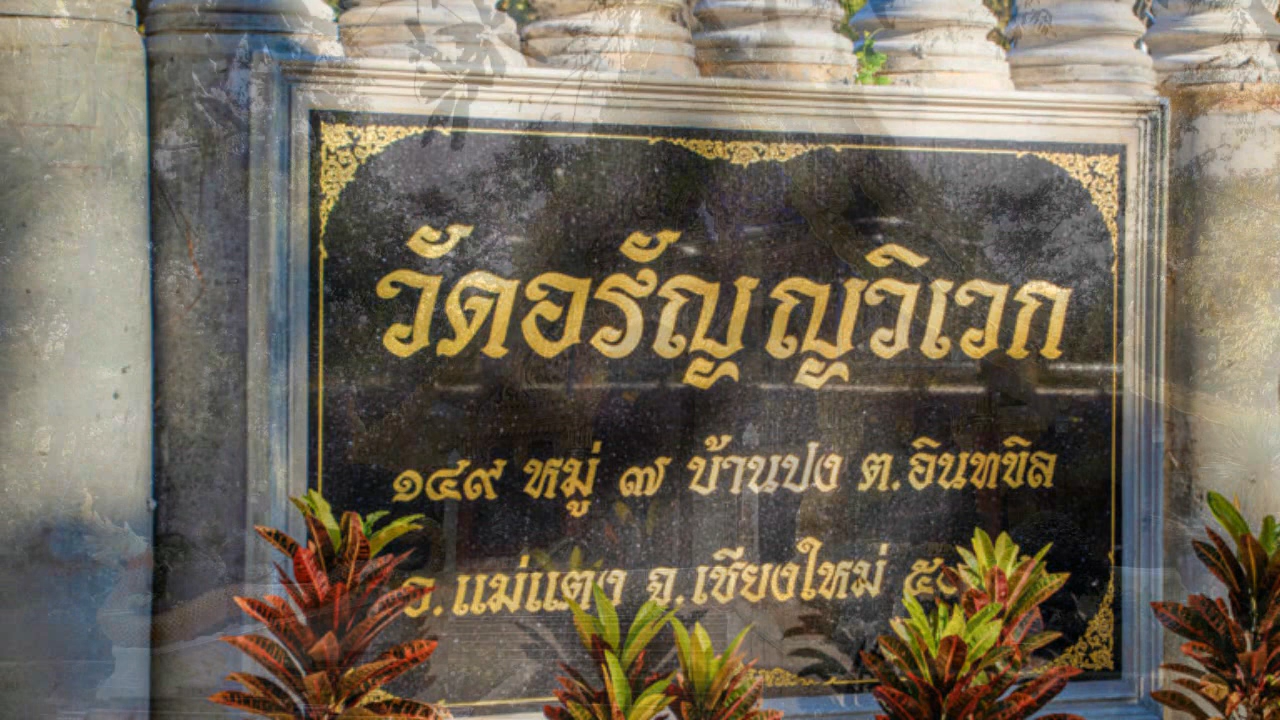 วัดอรัญญวิเวก
๑๔๙ หมู่ ๗ บ้านปง ต.อินทขิล
อ.แม่แตง จ.เชียงใหม่